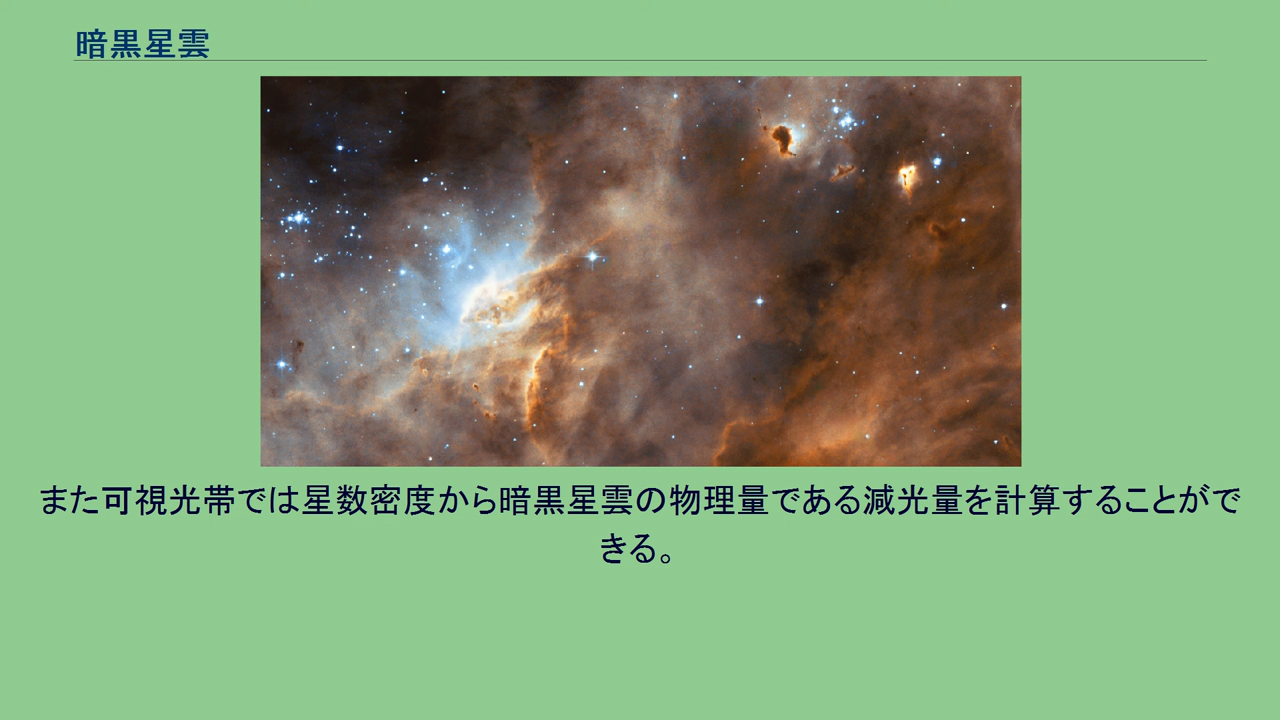 暗黒星雲
また可視光帯では星数密度から暗黒星雲の物理量である減光量を計算することがで
きる。